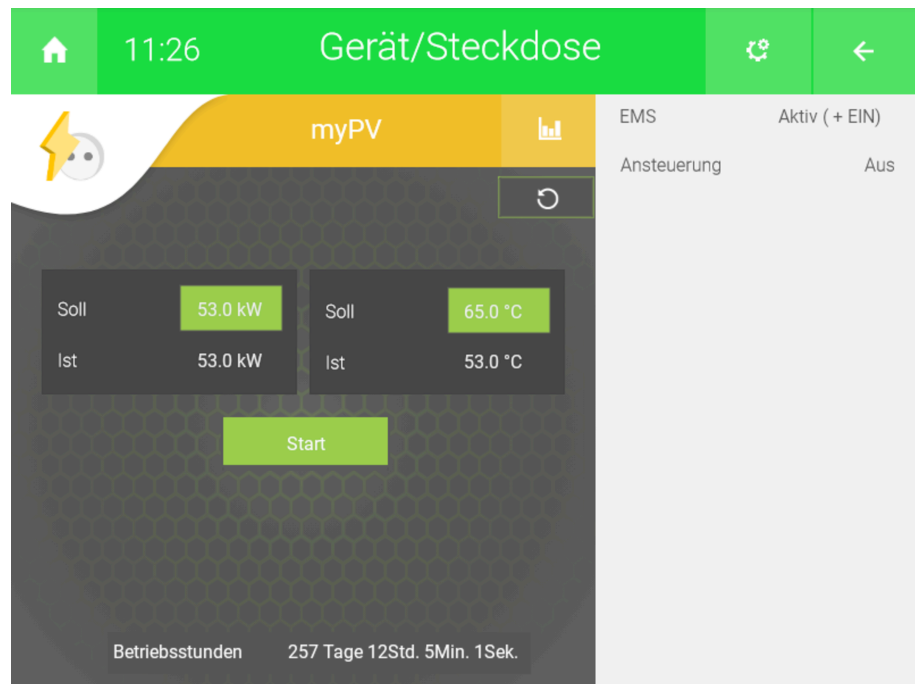 11:26 Gerät/Steckdose
myPV
EMS Aktiv ( + EIN)
Ansteuerung Aus
Soll 53.0 kW
Ist 53.0 kW
Soll 65.0 °C
Ist 53.0 °C
Start
Betriebsstunden 257 Tage 12Std. 5Min. 1Sek.